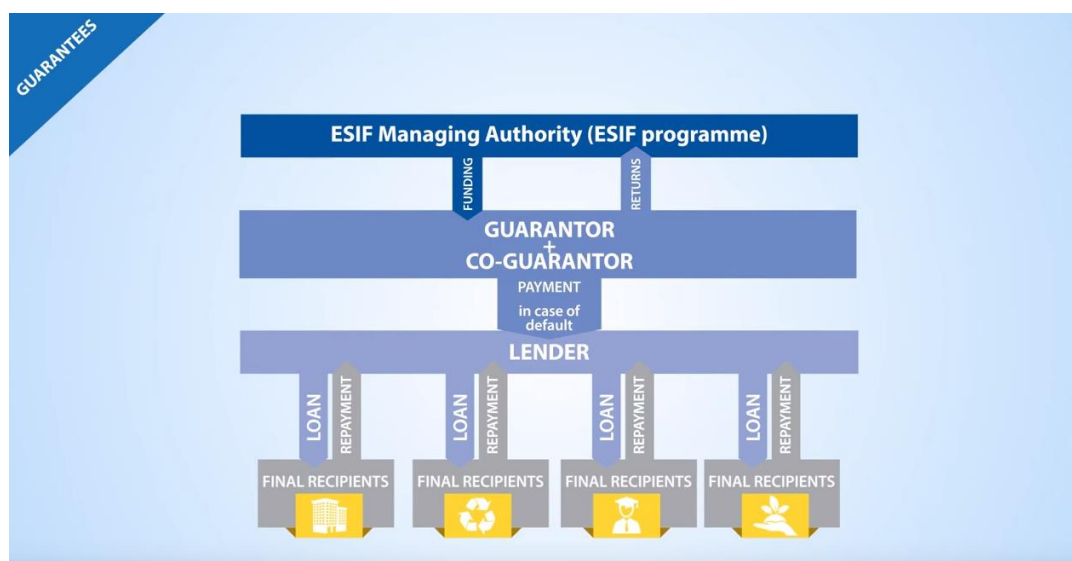 GUARANTEES
ESIF Managing Authority (ESIF programme)
FUNDING
RETURNS
GUARANTOR
+
CO-GUARANTOR
PAYMENT
in case of
default
LENDER
LOAN
REPAYMENT
LOAN
REPAYMENT
LOAN
REPAYMENT
LOAN
REPAYMENT
FINAL RECIPIENTS
FINAL RECIPIENTS
FINAL RECIPIENTS
FINAL RECIPIENTS